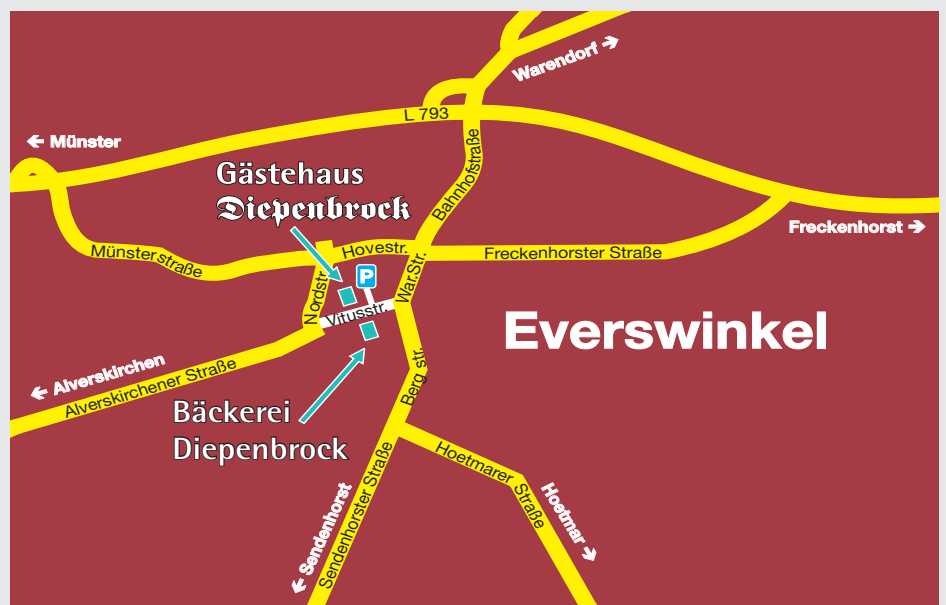 Warendorf →
L 793
← Münster
Bahnhofstraße
Gästehaus
Diepenbrock
Freckenhorst →
Münsterstraße
Hovestr.
Freckenhorster Straße
P
Nordstr.
War.Str.
Vitusstr.
Everswinkel
← Alverskirchen
Alverskirchener Straße
Berg str.
Bäckerei
Diepenbrock
Hoetmarer Straße
Hoetmar →
← Sendenhorst
Sendenhorster Straße